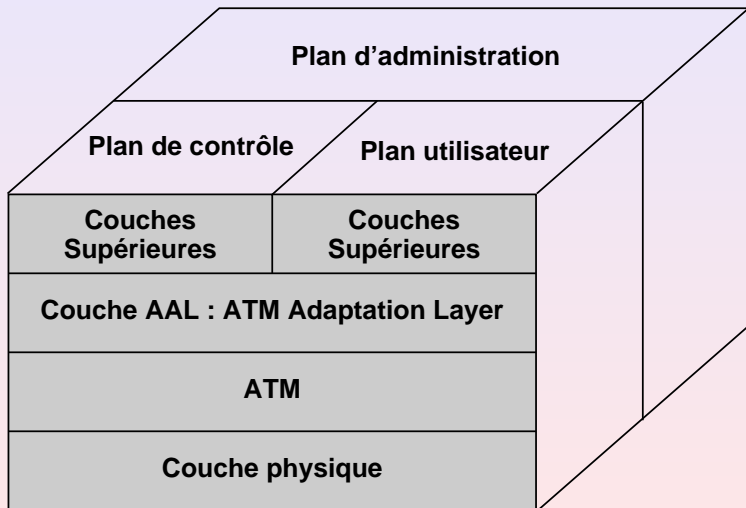 Plan d’administration
Plan de contrôle
Plan utilisateur
Couches
Supérieures
Couches
Supérieures
Couche AAL : ATM Adaptation Layer
ATM
Couche physique